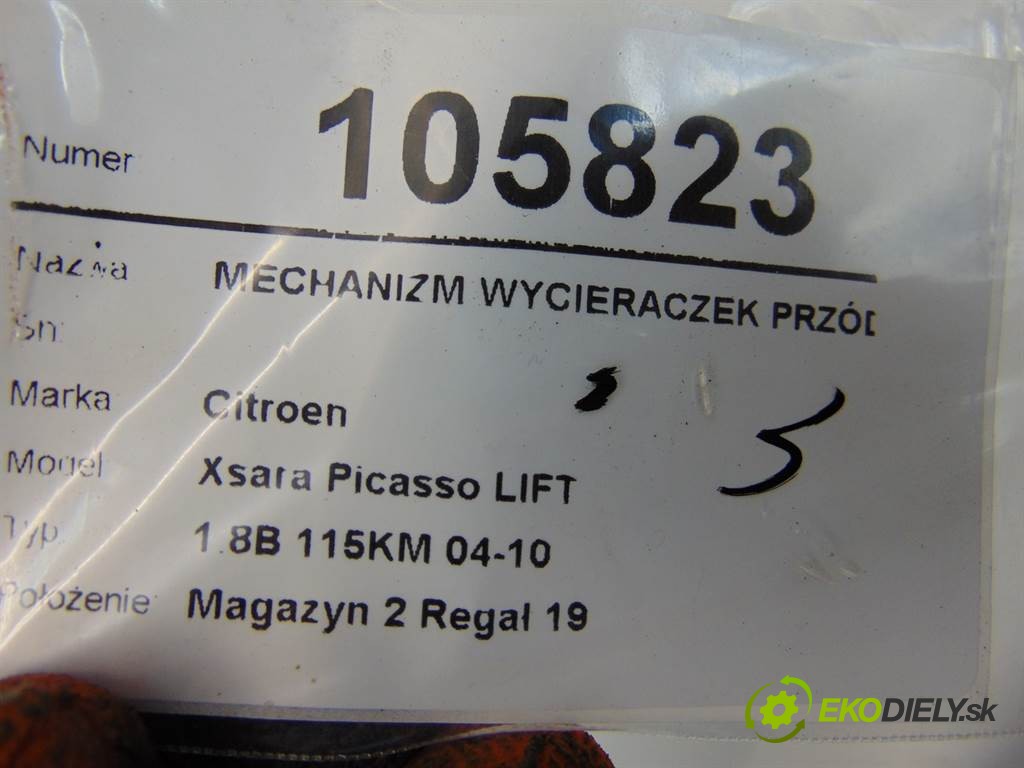 Numer 105823
Nazwa MECHANIZM WYCIERACZEK PRZÓD
Sn:
Marka Citroen
Model Xsara Picasso LIFT
Typ 1.8B 115KM 04-10
Położenie: Magazyn 2 Regał 19
EKODIELY.sk